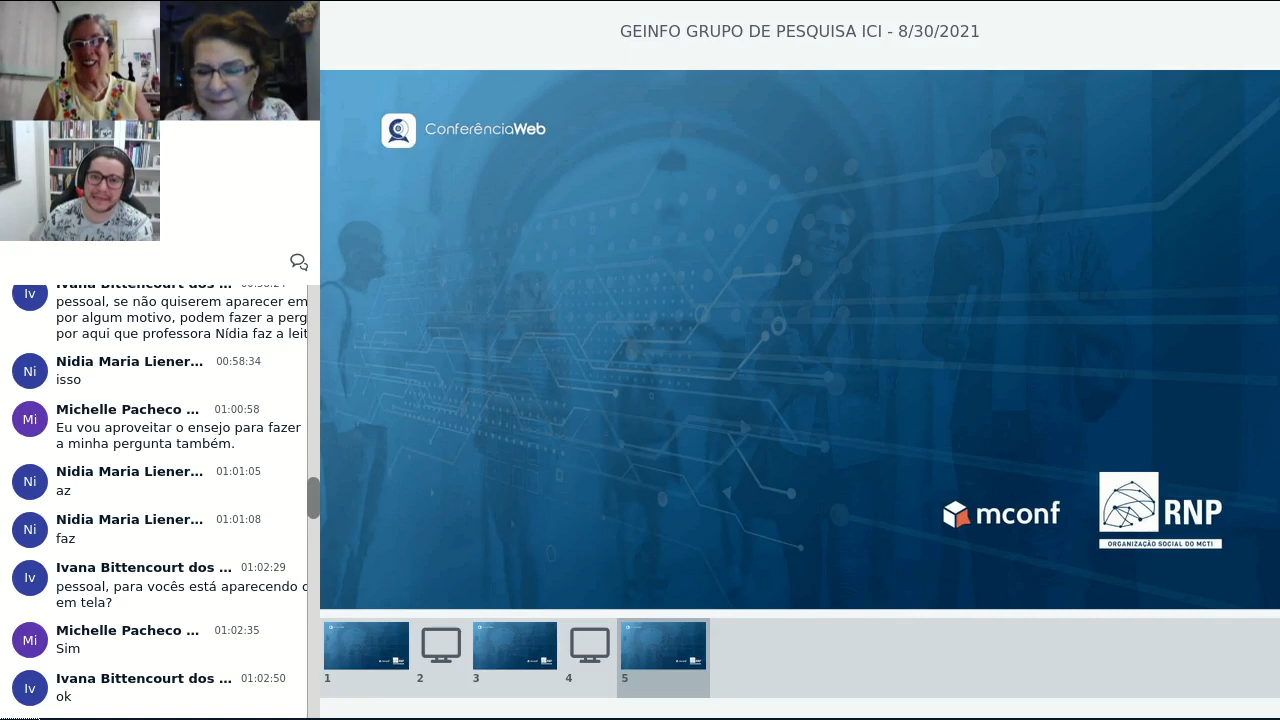 GEINFO GRUPO DE PESQUISA ICI - 8/30/2021
ConferênciaWeb
Iv
Ivana Bittencourt dos ...
pessoal, se não quiserem aparecer em
por algum motivo, podem fazer a perg
por aqui que professora Nídia faz a leit
Ni
Nidia Maria Liener... 00:58:34
isso
Mi
Michelle Pacheco ... 01:00:58
Eu vou aproveitar o ensejo para fazer
a minha pergunta também.
Ni
Nidia Maria Liener... 01:01:05
az
Ni
Nidia Maria Liener... 01:01:08
faz
Iv
Ivana Bittencourt dos ... 01:02:29
pessoal, para vocês está aparecendo
em tela?
Mi
Michelle Pacheco ... 01:02:35
Sim
Iv
Ivana Bittencourt dos ... 01:02:50
ok
mconf
RNP
ORGANIZAÇÃO SOCIAL DO MCTI
1
2
3
4
5